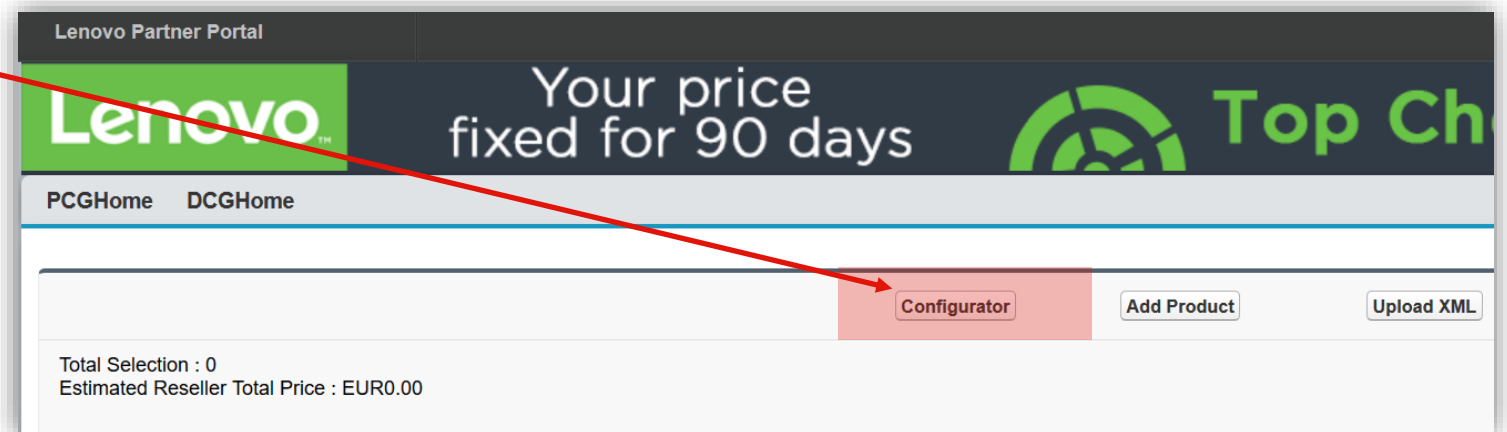 Lenovo Partner Portal
Lenovo™
Your price
fixed for 90 days
Top Ch
PCGHome DCGHome
Configurator Add Product Upload XML
Total Selection : 0
Estimated Reseller Total Price : EUR0.00